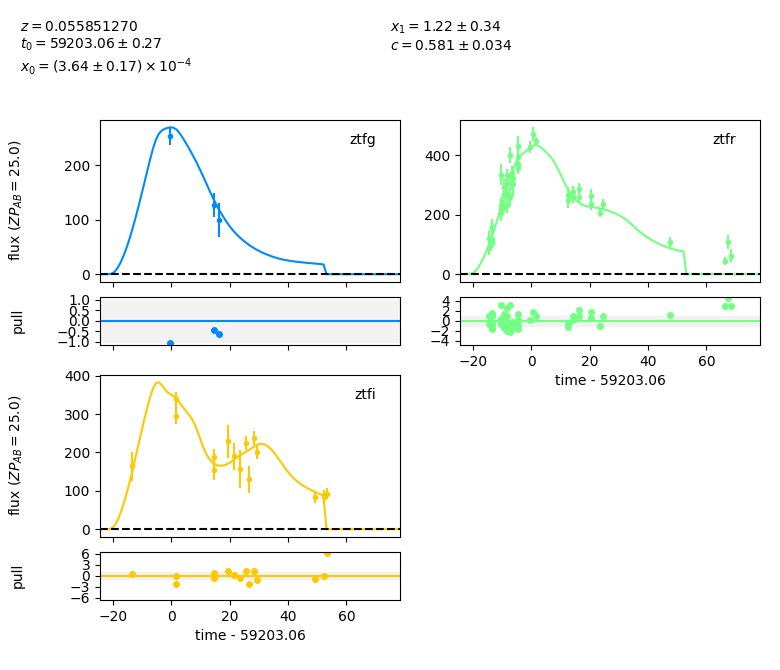 z = 0.055851270
t₀ = 59203.06 ± 0.27
x₀ = (3.64 ± 0.17) × 10⁻⁴
x₁ = 1.22 ± 0.34
c = 0.581 ± 0.034
flux (ZP_AB = 25.0)
ztfg
200
100
0
pull
1.0
0.5
0.0
−0.5
−1.0
ztfr
400
200
0
4
2
0
−2
−4
−20 0 20 40 60
time - 59203.06
flux (ZP_AB = 25.0)
ztfi
400
300
200
100
0
pull
6
3
0
−3
−6
−20 0 20 40 60
time - 59203.06